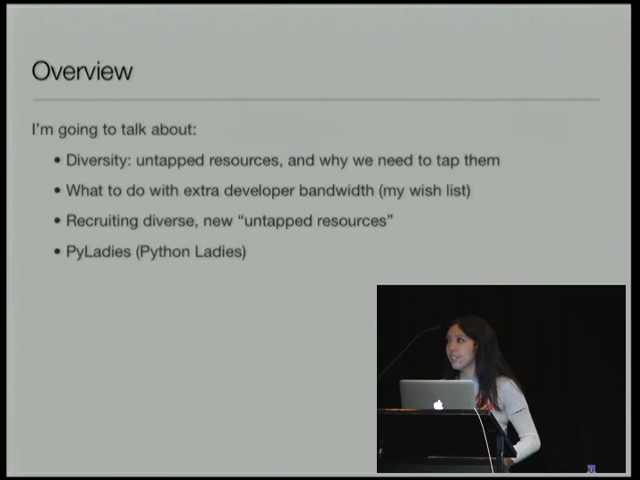 Overview
I'm going to talk about:
• Diversity: untapped resources, and why we need to tap them
• What to do with extra developer bandwidth (my wish list)
• Recruiting diverse, new “untapped resources”
• PyLadies (Python Ladies)